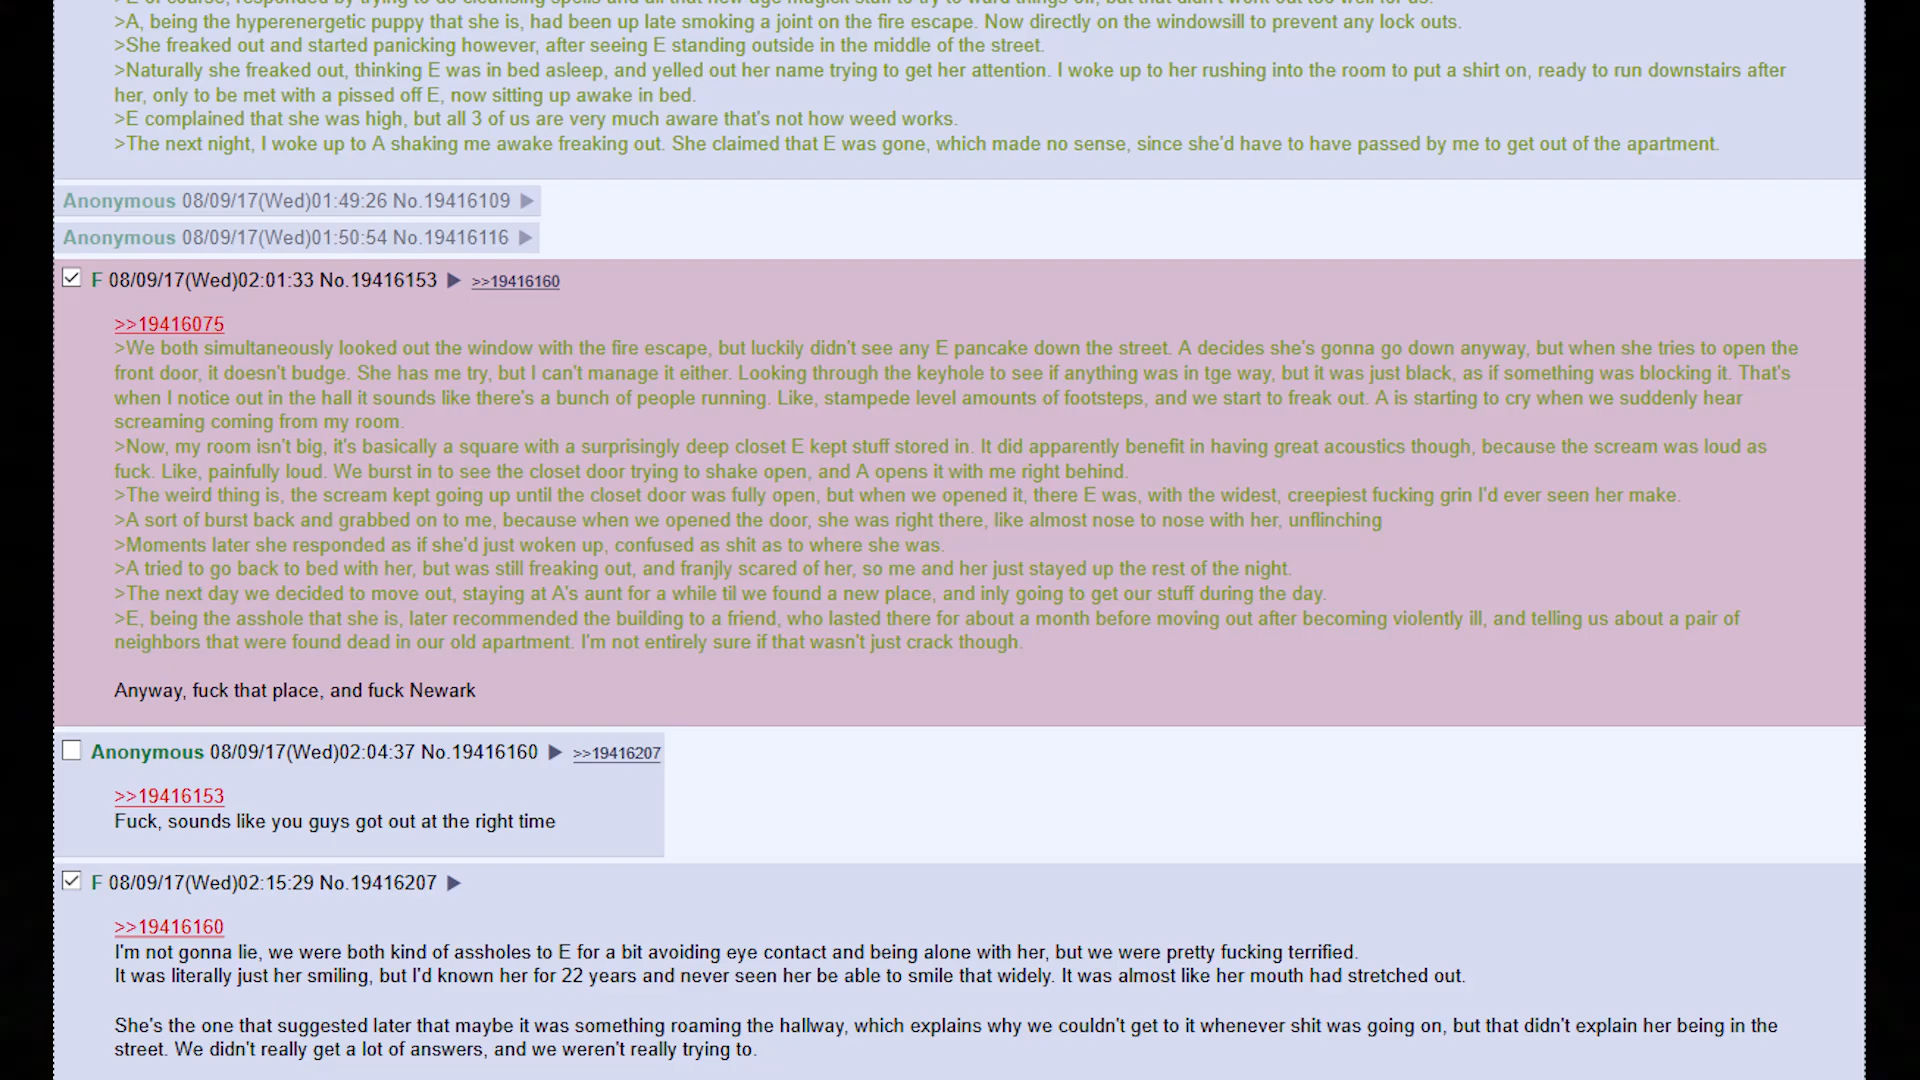 >E of course, responded by trying to do cleansing spells and all that new age magick stuff to try to ward things off, but that didn't work out too well for us.
>A, being the hyperenergetic puppy that she is, had been up late smoking a joint on the fire escape. Now directly on the windowsill to prevent any lock outs.
>She freaked out and started panicking however, after seeing E standing outside in the middle of the street.
>Naturally she freaked out, thinking E was in bed asleep, and yelled out her name trying to get her attention. I woke up to her rushing into the room to put a shirt on, ready to run downstairs after
her, only to be met with a pissed off E, now sitting up awake in bed.
>E complained that she was high, but all 3 of us are very much aware that's not how weed works.
>The next night, I woke up to A shaking me awake freaking out. She claimed that E was gone, which made no sense, since she'd have to have passed by me to get out of the apartment.
Anonymous 08/09/17(Wed)01:49:26 No.19416109 ▶
Anonymous 08/09/17(Wed)01:50:54 No.19416116 ▶
F 08/09/17(Wed)02:01:33 No.19416153 ▶ >>19416160
>>19416075
>We both simultaneously looked out the window with the fire escape, but luckily didn't see any E pancake down the street. A decides she's gonna go down anyway, but when she tries to open the
front door, it doesn't budge. She has me try, but I can't manage it either. Looking through the keyhole to see if anything was in tge way, but it was just black, as if something was blocking it. That's
when I notice out in the hall it sounds like there's a bunch of people running. Like, stampede level amounts of footsteps, and we start to freak out. A is starting to cry when we suddenly hear
screaming coming from my room.
>Now, my room isn't big, it's basically a square with a surprisingly deep closet E kept stuff stored in. It did apparently benefit in having great acoustics though, because the scream was loud as
fuck. Like, painfully loud. We burst in to see the closet door trying to shake open, and A opens it with me right behind.
>The weird thing is, the scream kept going up until the closet door was fully open, but when we opened it, there E was, with the widest, creepiest fucking grin I'd ever seen her make.
>A sort of burst back and grabbed on to me, because when we opened the door, she was right there, like almost nose to nose with her, unflinching
>Moments later she responded as if she'd just woken up, confused as shit as to where she was.
>A tried to go back to bed with her, but was still freaking out, and franjly scared of her, so me and her just stayed up the rest of the night.
>The next day we decided to move out, staying at A's aunt for a while til we found a new place, and inly going to get our stuff during the day.
>E, being the asshole that she is, later recommended the building to a friend, who lasted there for about a month before moving out after becoming violently ill, and telling us about a pair of
neighbors that were found dead in our old apartment. I'm not entirely sure if that wasn't just crack though.
Anyway, fuck that place, and fuck Newark
Anonymous 08/09/17(Wed)02:04:37 No.19416160 ▶ >>19416207
>>19416153
Fuck, sounds like you guys got out at the right time
F 08/09/17(Wed)02:15:29 No.19416207 ▶
>>19416160
I'm not gonna lie, we were both kind of assholes to E for a bit avoiding eye contact and being alone with her, but we were pretty fucking terrified.
It was literally just her smiling, but I'd known her for 22 years and never seen her be able to smile that widely. It was almost like her mouth had stretched out.
She's the one that suggested later that maybe it was something roaming the hallway, which explains why we couldn't get to it whenever shit was going on, but that didn't explain her being in the
street. We didn't really get a lot of answers, and we weren't really trying to.